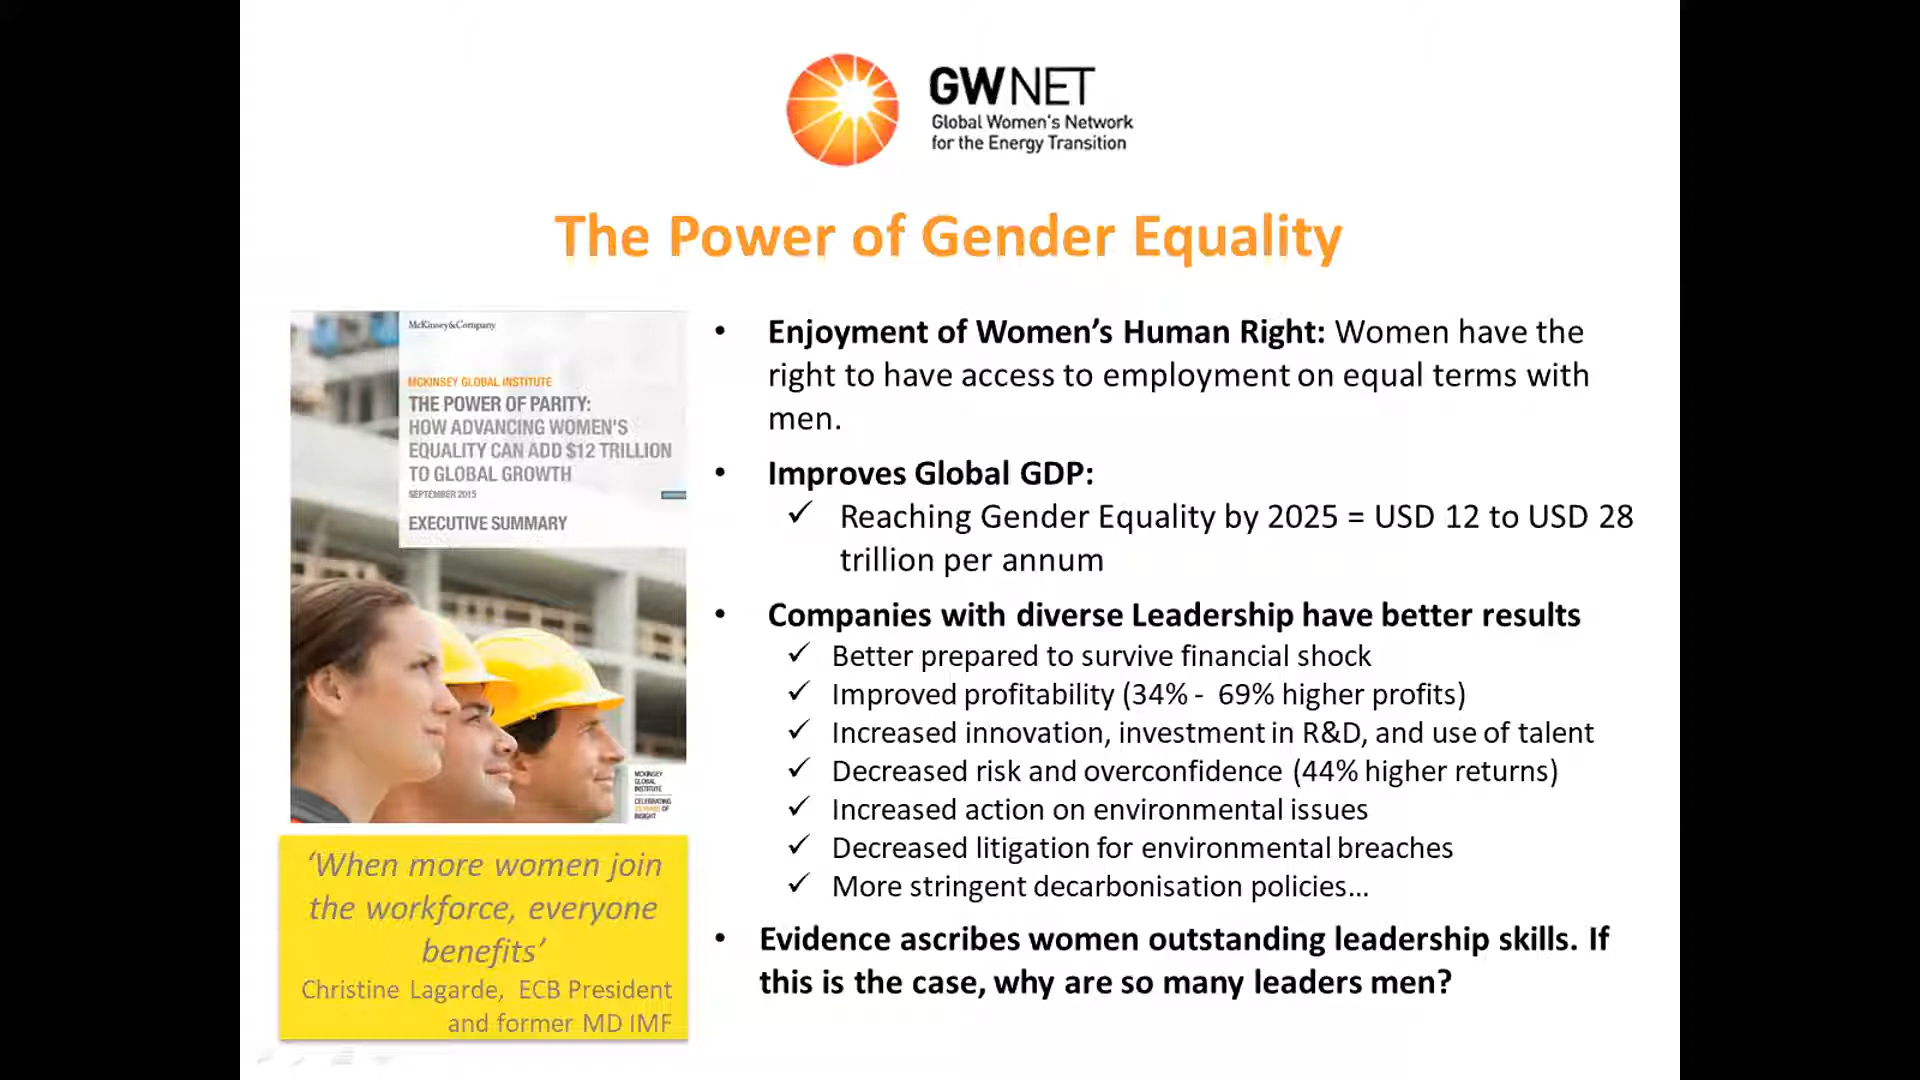 GWNET
Global Women's Network
for the Energy Transition
The Power of Gender Equality
McKinsey&Company
MCKINSEY GLOBAL INSTITUTE
THE POWER OF PARITY:
HOW ADVANCING WOMEN'S
EQUALITY CAN ADD $12 TRILLION
TO GLOBAL GROWTH
SEPTEMBER 2015
EXECUTIVE SUMMARY
MCKINSEY
GLOBAL
INSTITUTE
CELEBRATING
25 YEARS OF
INSIGHT
‘When more women join
the workforce, everyone
benefits’
Christine Lagarde, ECB President
and former MD IMF
• Enjoyment of Women’s Human Right: Women have the
right to have access to employment on equal terms with
men.
• Improves Global GDP:
✓ Reaching Gender Equality by 2025 = USD 12 to USD 28
trillion per annum
• Companies with diverse Leadership have better results
✓ Better prepared to survive financial shock
✓ Improved profitability (34% - 69% higher profits)
✓ Increased innovation, investment in R&D, and use of talent
✓ Decreased risk and overconfidence (44% higher returns)
✓ Increased action on environmental issues
✓ Decreased litigation for environmental breaches
✓ More stringent decarbonisation policies…
• Evidence ascribes women outstanding leadership skills. If
this is the case, why are so many leaders men?